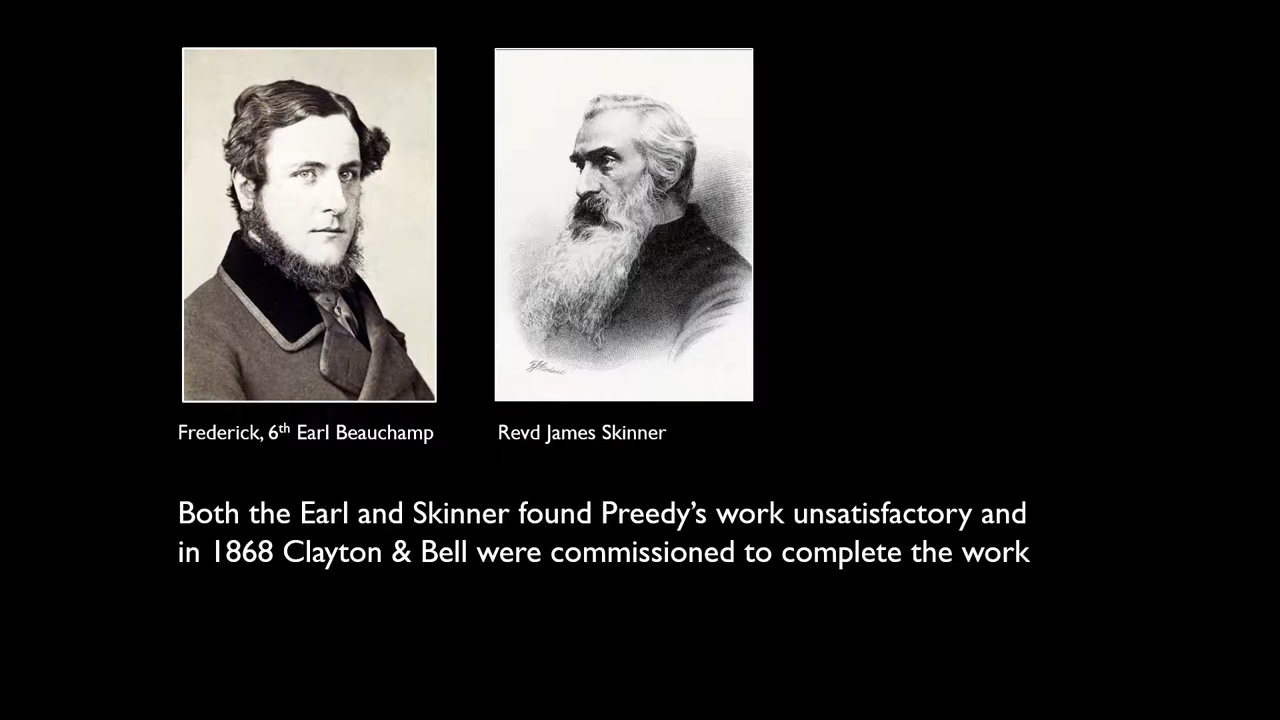 Frederick, 6th Earl Beauchamp
Revd James Skinner
Both the Earl and Skinner found Preedy’s work unsatisfactory and
in 1868 Clayton & Bell were commissioned to complete the work